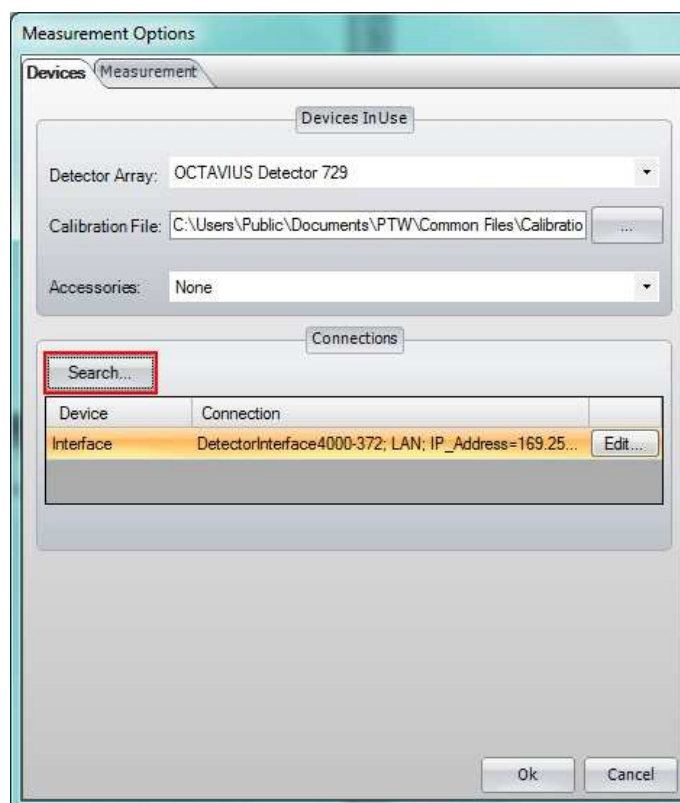 Measurement Options
Devices Measurement
Devices In Use
Detector Array: OCTAVIUS Detector 729
Calibration File: C:\Users\Public\Documents\PTW\Common Files\Calibratio ...
Accessories: None
Connections
Search...
Device Connection
Interface DetectorInterface4000-372; LAN; IP_Address=169.25... Edit...
Ok Cancel